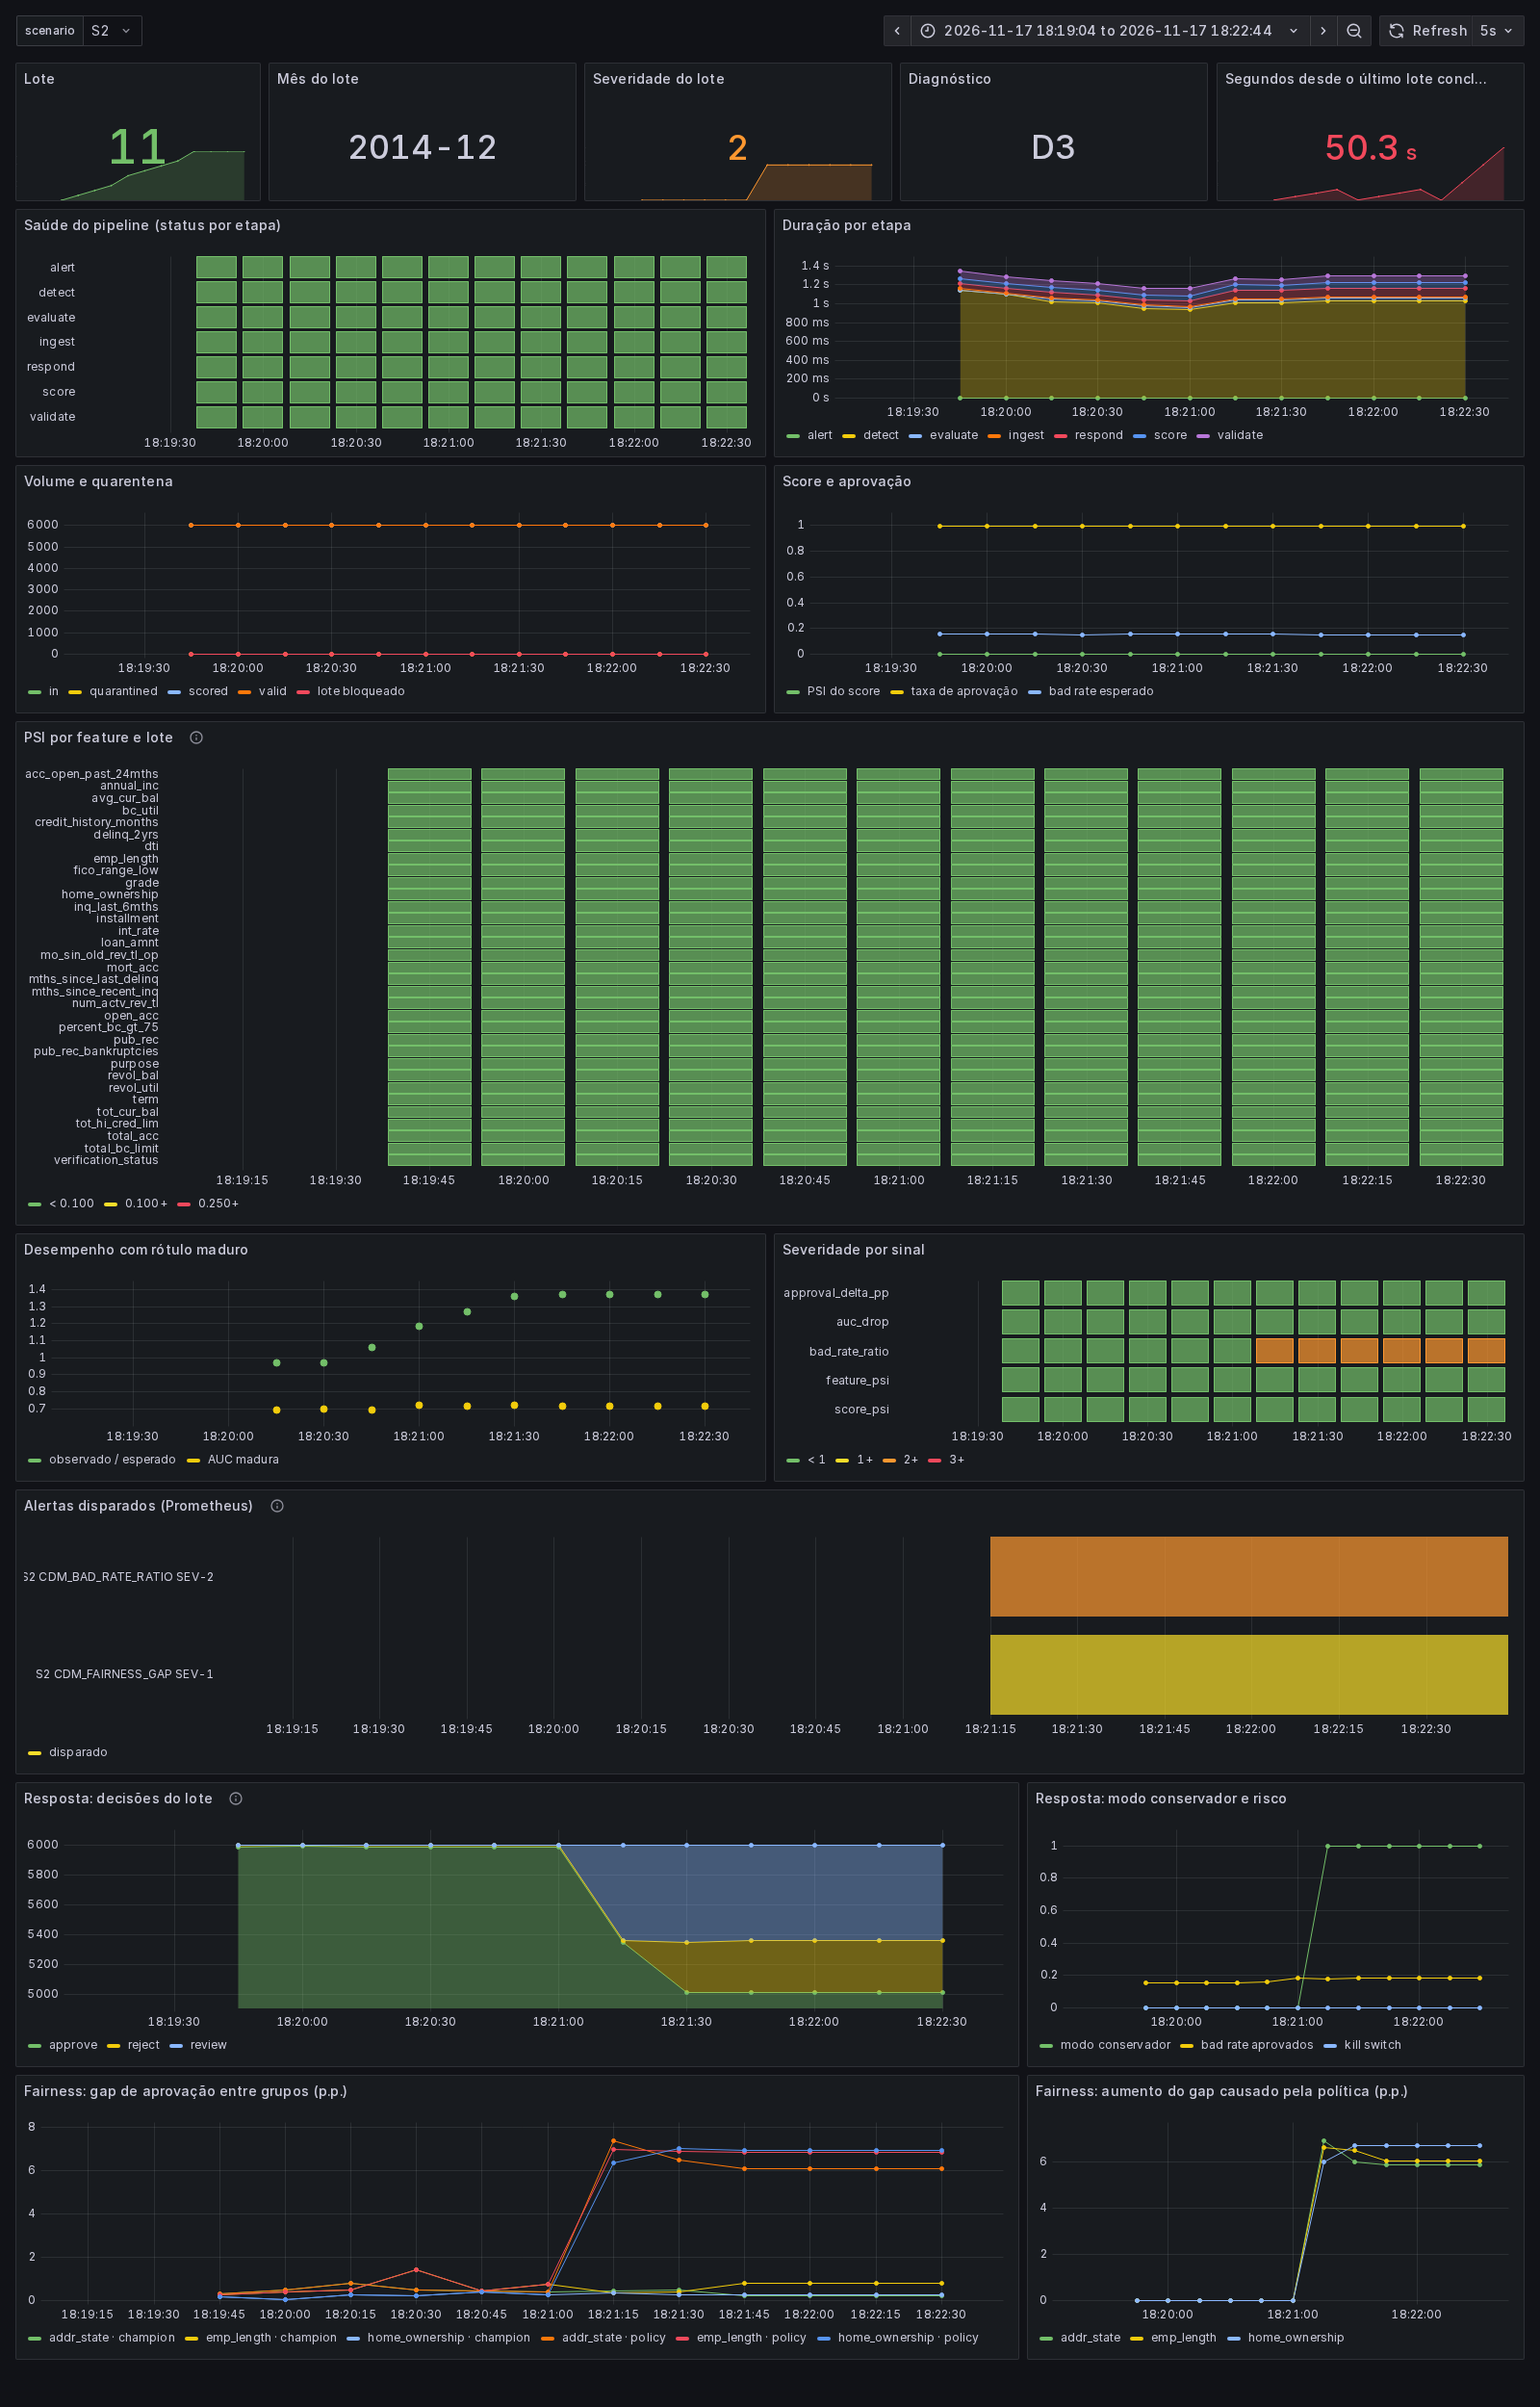 scenario S2 2026-11-17 18:19:04 to 2026-11-17 18:22:44 Refresh 5s
Lote Mês do lote Severidade do lote Diagnóstico Segundos desde o último lote concl...
11 2014-12 2 D3 50.3 s
Saúde do pipeline (status por etapa)
alert
detect
evaluate
ingest
respond
score
validate
18:19:30 18:20:00 18:20:30 18:21:00 18:21:30 18:22:00 18:22:30
Duração por etapa
1.4 s
1.2 s
1 s
800 ms
600 ms
400 ms
200 ms
0 s
18:19:30 18:20:00 18:20:30 18:21:00 18:21:30 18:22:00 18:22:30
alert detect evaluate ingest respond score validate
Volume e quarentena
6000
5000
4000
3000
2000
1000
0
18:19:30 18:20:00 18:20:30 18:21:00 18:21:30 18:22:00 18:22:30
in quarantined scored valid lote bloqueado
Score e aprovação
1
0.8
0.6
0.4
0.2
0
18:19:30 18:20:00 18:20:30 18:21:00 18:21:30 18:22:00 18:22:30
PSI do score taxa de aprovação bad rate esperado
PSI por feature e lote
acc_open_past_24mths
annual_inc
avg_cur_bal
bc_util
credit_history_months
delinq_2yrs
dti
emp_length
fico_range_low
grade
home_ownership
inq_last_6mths
installment
int_rate
loan_amnt
mo_sin_old_rev_tl_op
mort_acc
mths_since_last_delinq
mths_since_recent_inq
num_actv_rev_tl
open_acc
percent_bc_gt_75
pub_rec
pub_rec_bankruptcies
purpose
revol_bal
revol_util
term
tot_cur_bal
tot_hi_cred_lim
total_acc
total_bc_limit
verification_status
18:19:15 18:19:30 18:19:45 18:20:00 18:20:15 18:20:30 18:20:45 18:21:00 18:21:15 18:21:30 18:21:45 18:22:00 18:22:15 18:22:30
< 0.100 0.100+ 0.250+
Desempenho com rótulo maduro
1.4
1.3
1.2
1.1
1
0.9
0.8
0.7
18:19:30 18:20:00 18:20:30 18:21:00 18:21:30 18:22:00 18:22:30
observado / esperado AUC madura
Severidade por sinal
approval_delta_pp
auc_drop
bad_rate_ratio
feature_psi
score_psi
18:19:30 18:20:00 18:20:30 18:21:00 18:21:30 18:22:00 18:22:30
< 1 1+ 2+ 3+
Alertas disparados (Prometheus)
S2 CDM_BAD_RATE_RATIO SEV-2
S2 CDM_FAIRNESS_GAP SEV-1
18:19:15 18:19:30 18:19:45 18:20:00 18:20:15 18:20:30 18:20:45 18:21:00 18:21:15 18:21:30 18:21:45 18:22:00 18:22:15 18:22:30
disparado
Resposta: decisões do lote
6000
5800
5600
5400
5200
5000
18:19:30 18:20:00 18:20:30 18:21:00 18:21:30 18:22:00 18:22:30
approve reject review
Resposta: modo conservador e risco
1
0.8
0.6
0.4
0.2
0
18:20:00 18:21:00 18:22:00
modo conservador bad rate aprovados kill switch
Fairness: gap de aprovação entre grupos (p.p.)
8
6
4
2
0
18:19:15 18:19:30 18:19:45 18:20:00 18:20:15 18:20:30 18:20:45 18:21:00 18:21:15 18:21:30 18:21:45 18:22:00 18:22:15 18:22:30
addr_state · champion emp_length · champion home_ownership · champion addr_state · policy emp_length · policy home_ownership · policy
Fairness: aumento do gap causado pela política (p.p.)
6
4
2
0
18:20:00 18:21:00 18:22:00
addr_state emp_length home_ownership